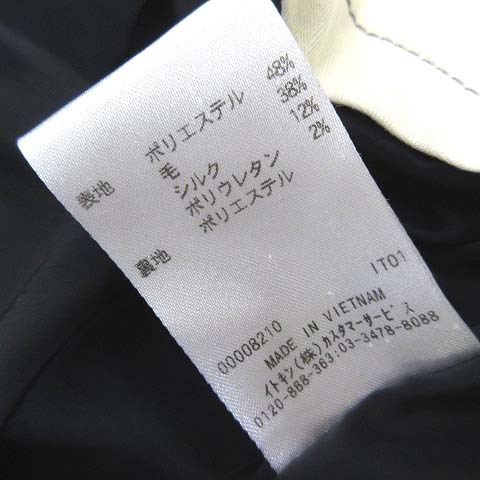 表地 ポリエステル 48%
毛 38%
シルク 12%
ポリウレタン 2%
裏地 ポリエステル
IT01
00008210
MADE IN VIETNAM
イトキン(株)カスタマーサービス
0120-888-363:03-3478-8088